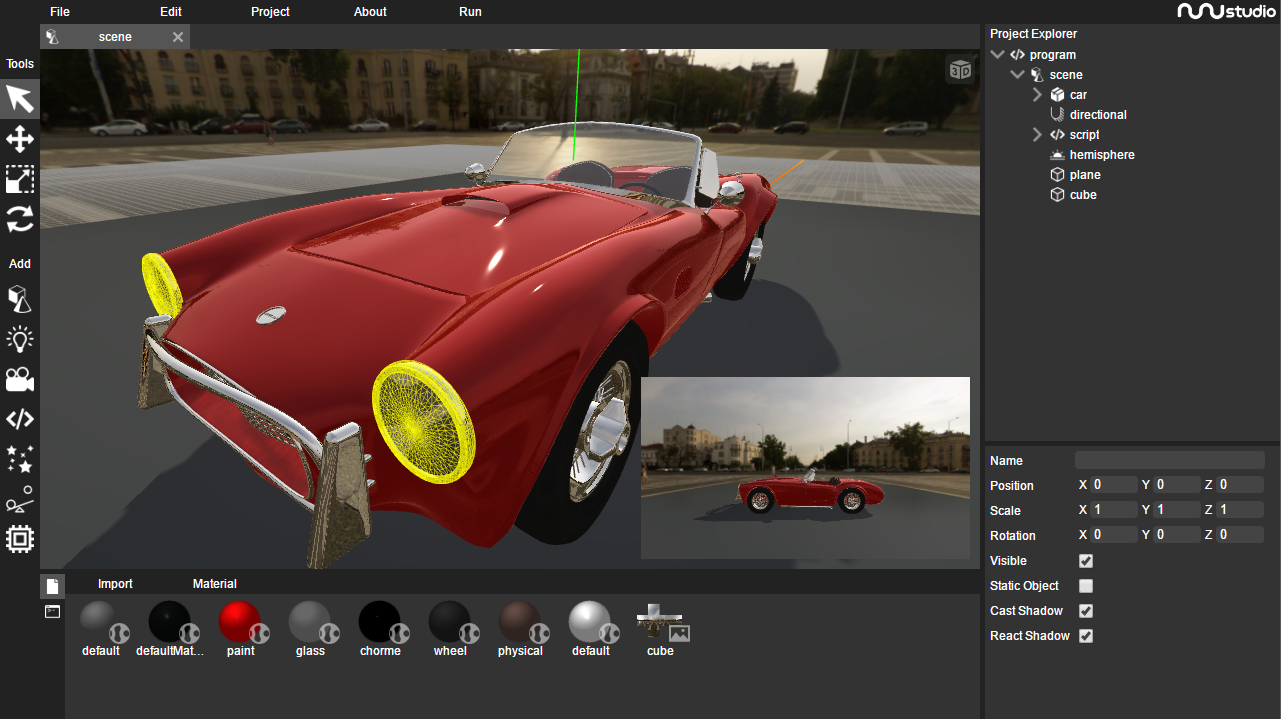 File Edit Project About Run
nunustudio
scene
Tools
Add
3D
Project Explorer
program
scene
car
directional
script
hemisphere
plane
cube
Name
Position X 0 Y 0 Z 0
Scale X 1 Y 1 Z 1
Rotation X 0 Y 0 Z 0
Visible
Static Object
Cast Shadow
React Shadow
Import Material
default defaultMat... paint glass chorme wheel physical default cube